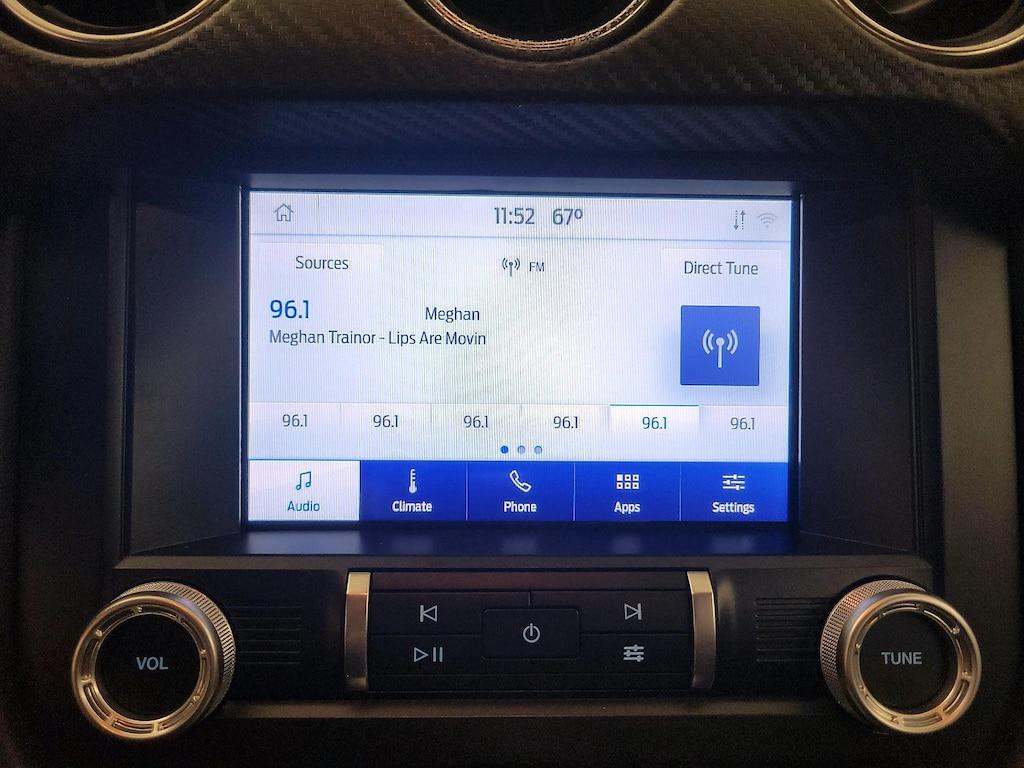 11:52 67º
Sources
FM
Direct Tune
96.1
Meghan
Meghan Trainor - Lips Are Movin
96.1 96.1 96.1 96.1 96.1 96.1
Audio Climate Phone Apps Settings
VOL
TUNE